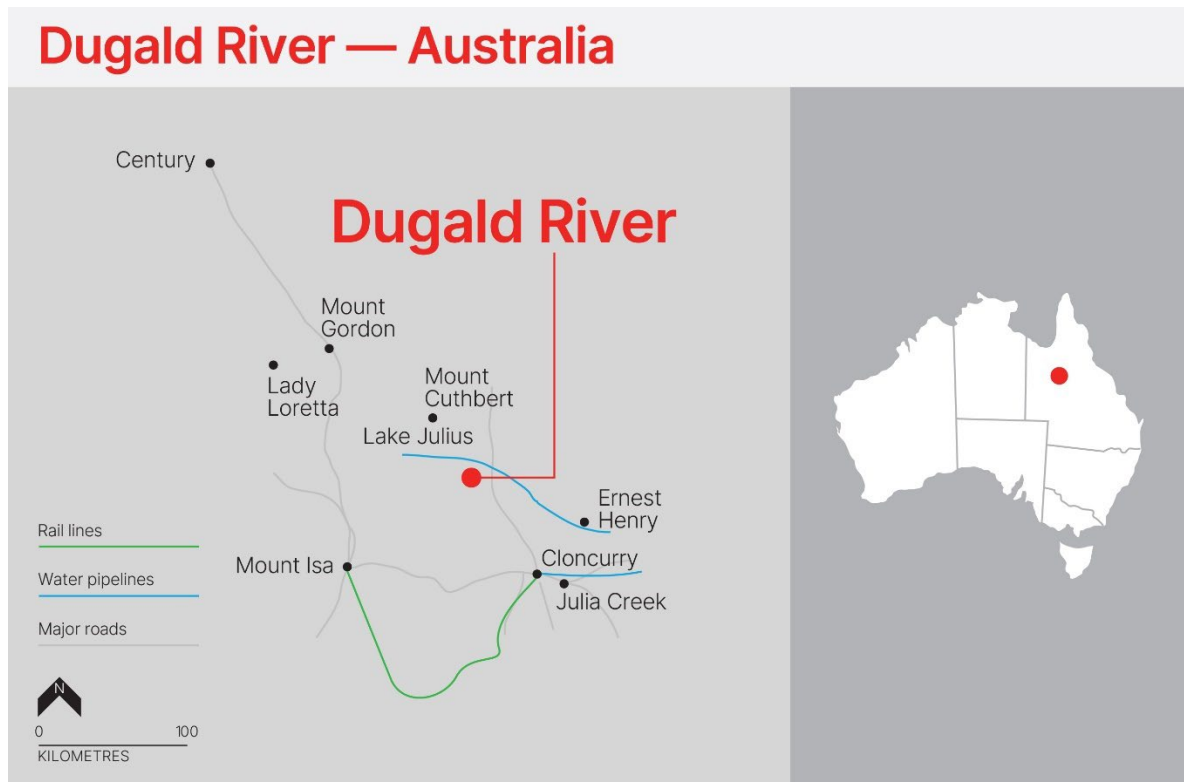 Dugald River — Australia
Century
Dugald River
Mount
Gordon
Lady
Loretta
Mount
Cuthbert
Lake Julius
Ernest
Henry
Rail lines
Water pipelines
Major roads
Mount Isa
Cloncurry
Julia Creek
N
0 100
KILOMETRES